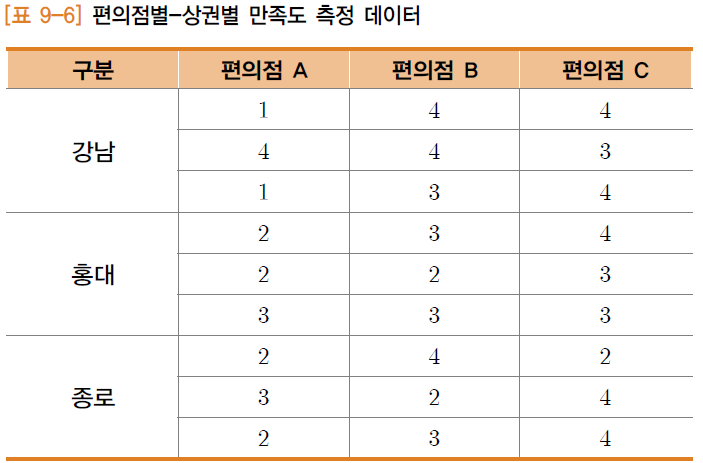 [표 9-6] 편의점별-상권별 만족도 측정 데이터
구분 편의점 A 편의점 B 편의점 C
강남 1 4 4
4 4 3
1 3 4
홍대 2 3 4
2 2 3
3 3 3
종로 2 4 2
3 2 4
2 3 4